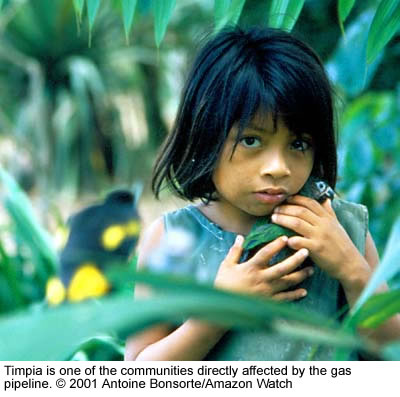 Timpia is one of the communities directly affected by the gas
pipeline. © 2001 Antoine Bonsorte/Amazon Watch